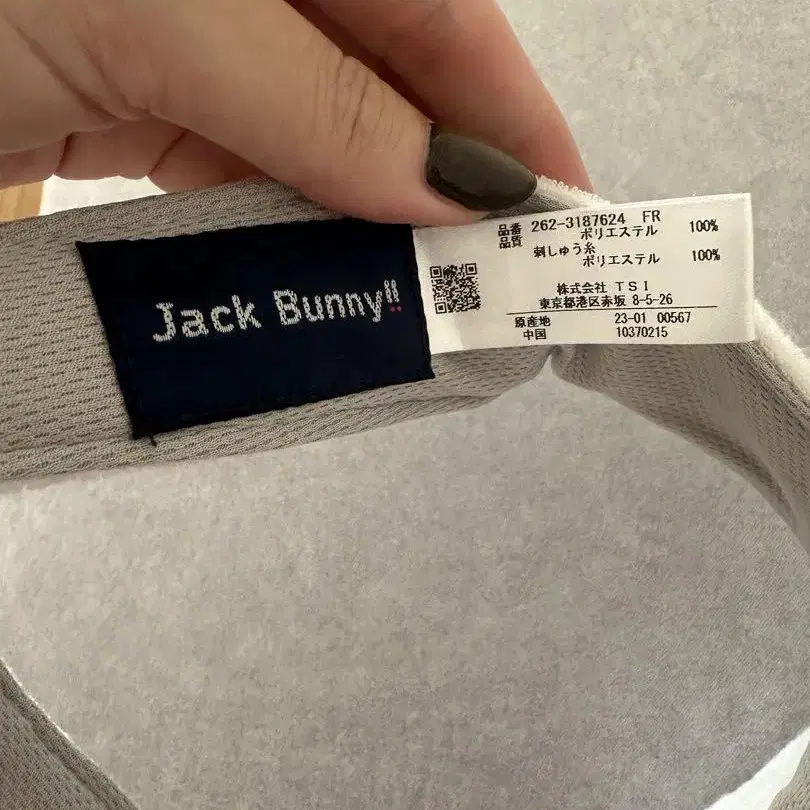 Jack Bunny!!
品番 262-3187624 FR
品質 ポリエステル 100%
刺しゅう糸
ポリエステル 100%
株式会社 TSI
東京都港区赤坂 8-5-26
原産地 23-01 00567
中国 10370215